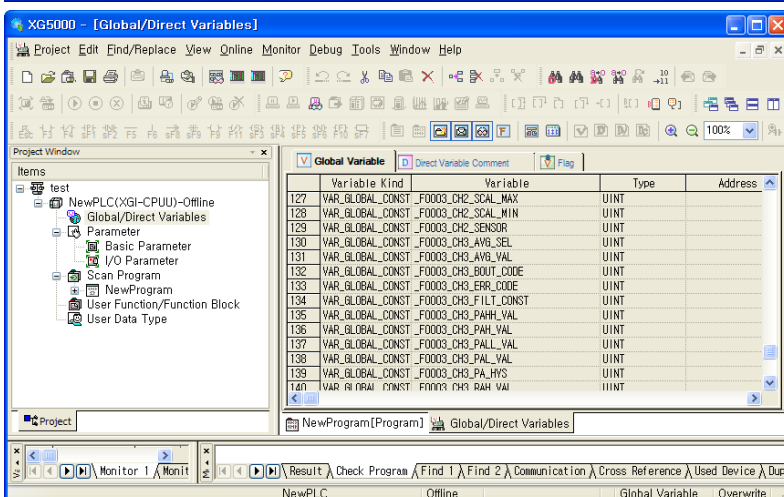 XG5000 - [Global/Direct Variables]
Project Edit Find/Replace View Online Monitor Debug Tools Window Help
100%
Project Window
Items
test
NewPLC(XGI-CPUU)-Offline
Global/Direct Variables
Parameter
Basic Parameter
I/O Parameter
Scan Program
NewProgram
User Function/Function Block
User Data Type
Project
V Global Variable D Direct Variable Comment Flag
Variable Kind Variable Type Address
127 VAR_GLOBAL_CONST _F0003_CH2_SCAL_MAX UINT
128 VAR_GLOBAL_CONST _F0003_CH2_SCAL_MIN UINT
129 VAR_GLOBAL_CONST _F0003_CH2_SENSOR UINT
130 VAR_GLOBAL_CONST _F0003_CH3_AVG_SEL UINT
131 VAR_GLOBAL_CONST _F0003_CH3_AVG_VAL UINT
132 VAR_GLOBAL_CONST _F0003_CH3_BOUT_CODE UINT
133 VAR_GLOBAL_CONST _F0003_CH3_ERR_CODE UINT
134 VAR_GLOBAL_CONST _F0003_CH3_FILT_CONST UINT
135 VAR_GLOBAL_CONST _F0003_CH3_PAHH_VAL UINT
136 VAR_GLOBAL_CONST _F0003_CH3_PAH_VAL UINT
137 VAR_GLOBAL_CONST _F0003_CH3_PALL_VAL UINT
138 VAR_GLOBAL_CONST _F0003_CH3_PAL_VAL UINT
139 VAR_GLOBAL_CONST _F0003_CH3_PA_HYS UINT
140 VAR_GLOBAL_CONST _F0003_CH3_RAH_VAL UINT
NewProgram[Program] Global/Direct Variables
Monitor 1 Monit
Result Check Program Find 1 Find 2 Communication Cross Reference Used Device Dup
NewPLC Offline Global Variable Overwrite